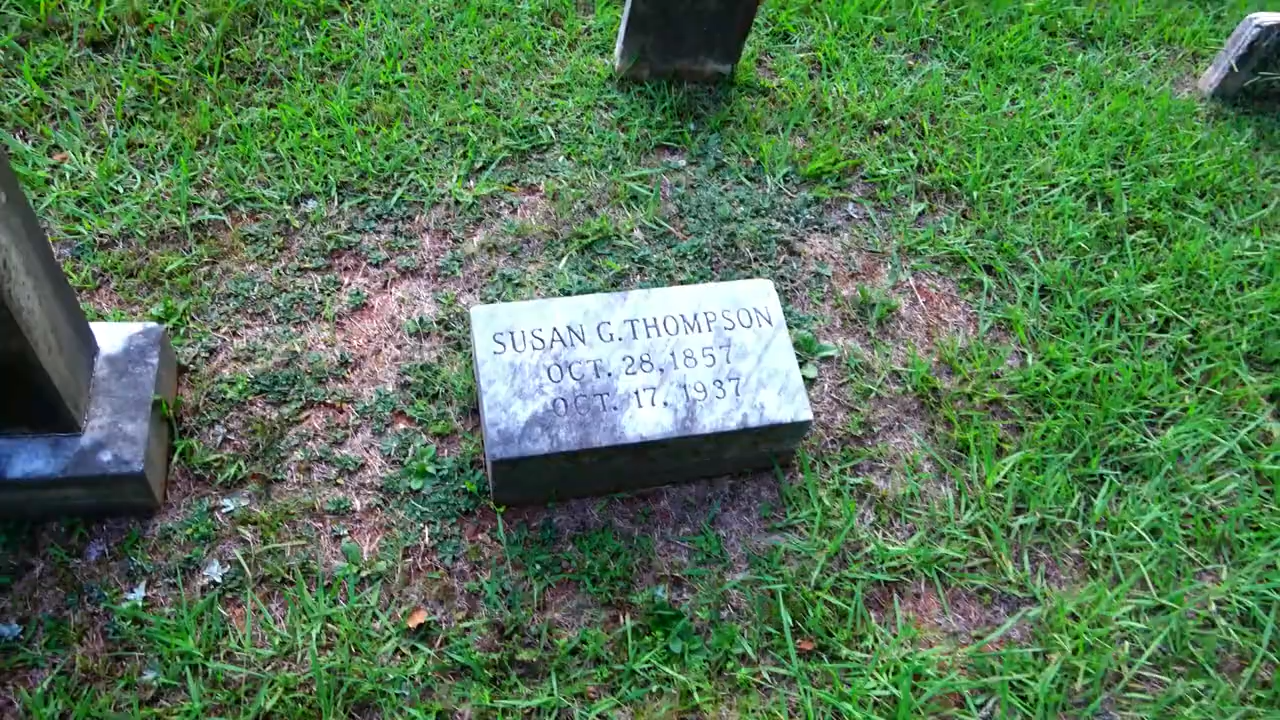 SUSAN G. THOMPSON
OCT. 28, 1857
OCT. 17, 1937